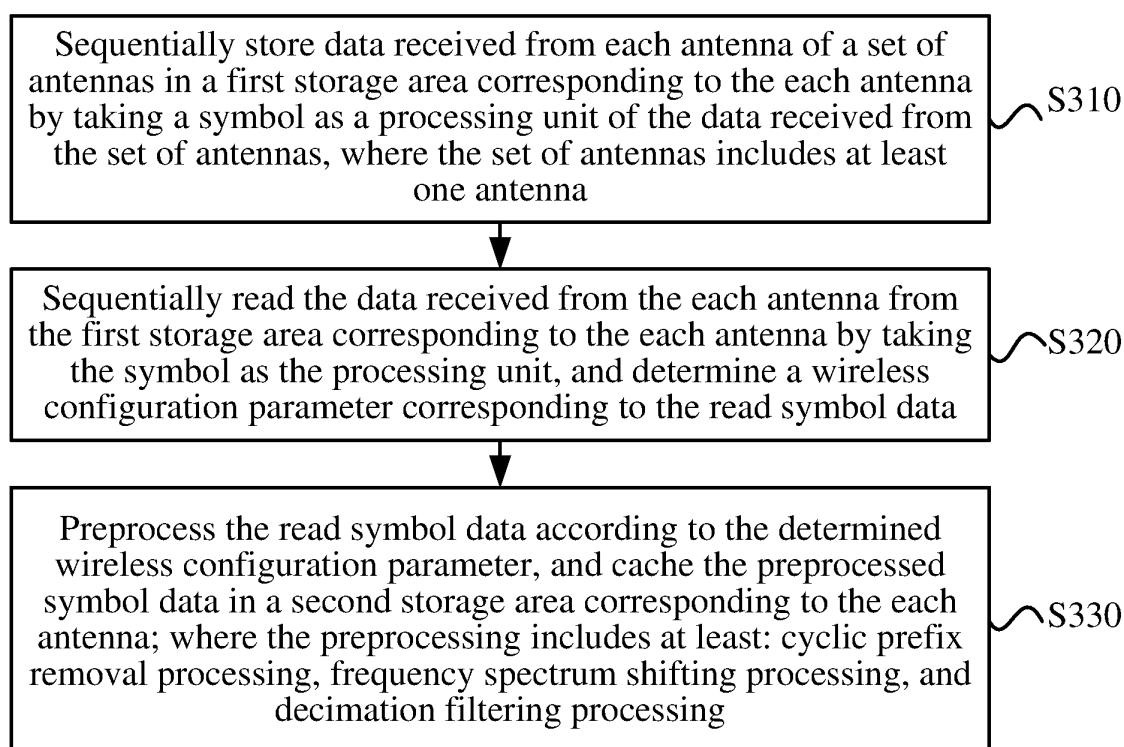 Sequentially store data received from each antenna of a set of
antennas in a first storage area corresponding to the each antenna
by taking a symbol as a processing unit of the data received from
the set of antennas, where the set of antennas includes at least
one antenna
S310
Sequentially read the data received from the each antenna from
the first storage area corresponding to the each antenna by taking
the symbol as the processing unit, and determine a wireless
configuration parameter corresponding to the read symbol data
S320
Preprocess the read symbol data according to the determined
wireless configuration parameter, and cache the preprocessed
symbol data in a second storage area corresponding to the each
antenna; where the preprocessing includes at least: cyclic prefix
removal processing, frequency spectrum shifting processing, and
decimation filtering processing
S330